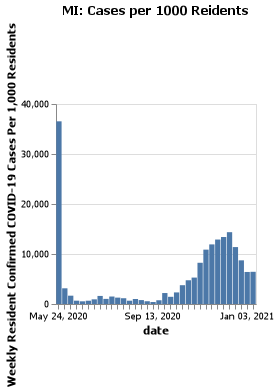 MI: Cases per 1000 Reidents
Weekly Resident Confirmed COVID-19 Cases Per 1,000 Residents
40,000
30,000
20,000
10,000
0
May 24, 2020 Sep 13, 2020 Jan 03, 2021
date